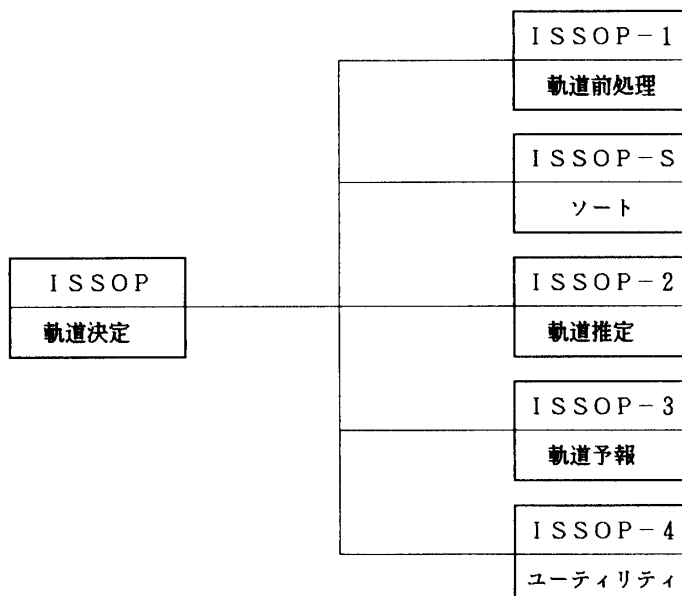 ISSOP-1
軌道前処理
ISSOP-S
ソート
ISSOP
軌道決定
ISSOP-2
軌道推定
ISSOP-3
軌道予報
ISSOP-4
ユーティリティ